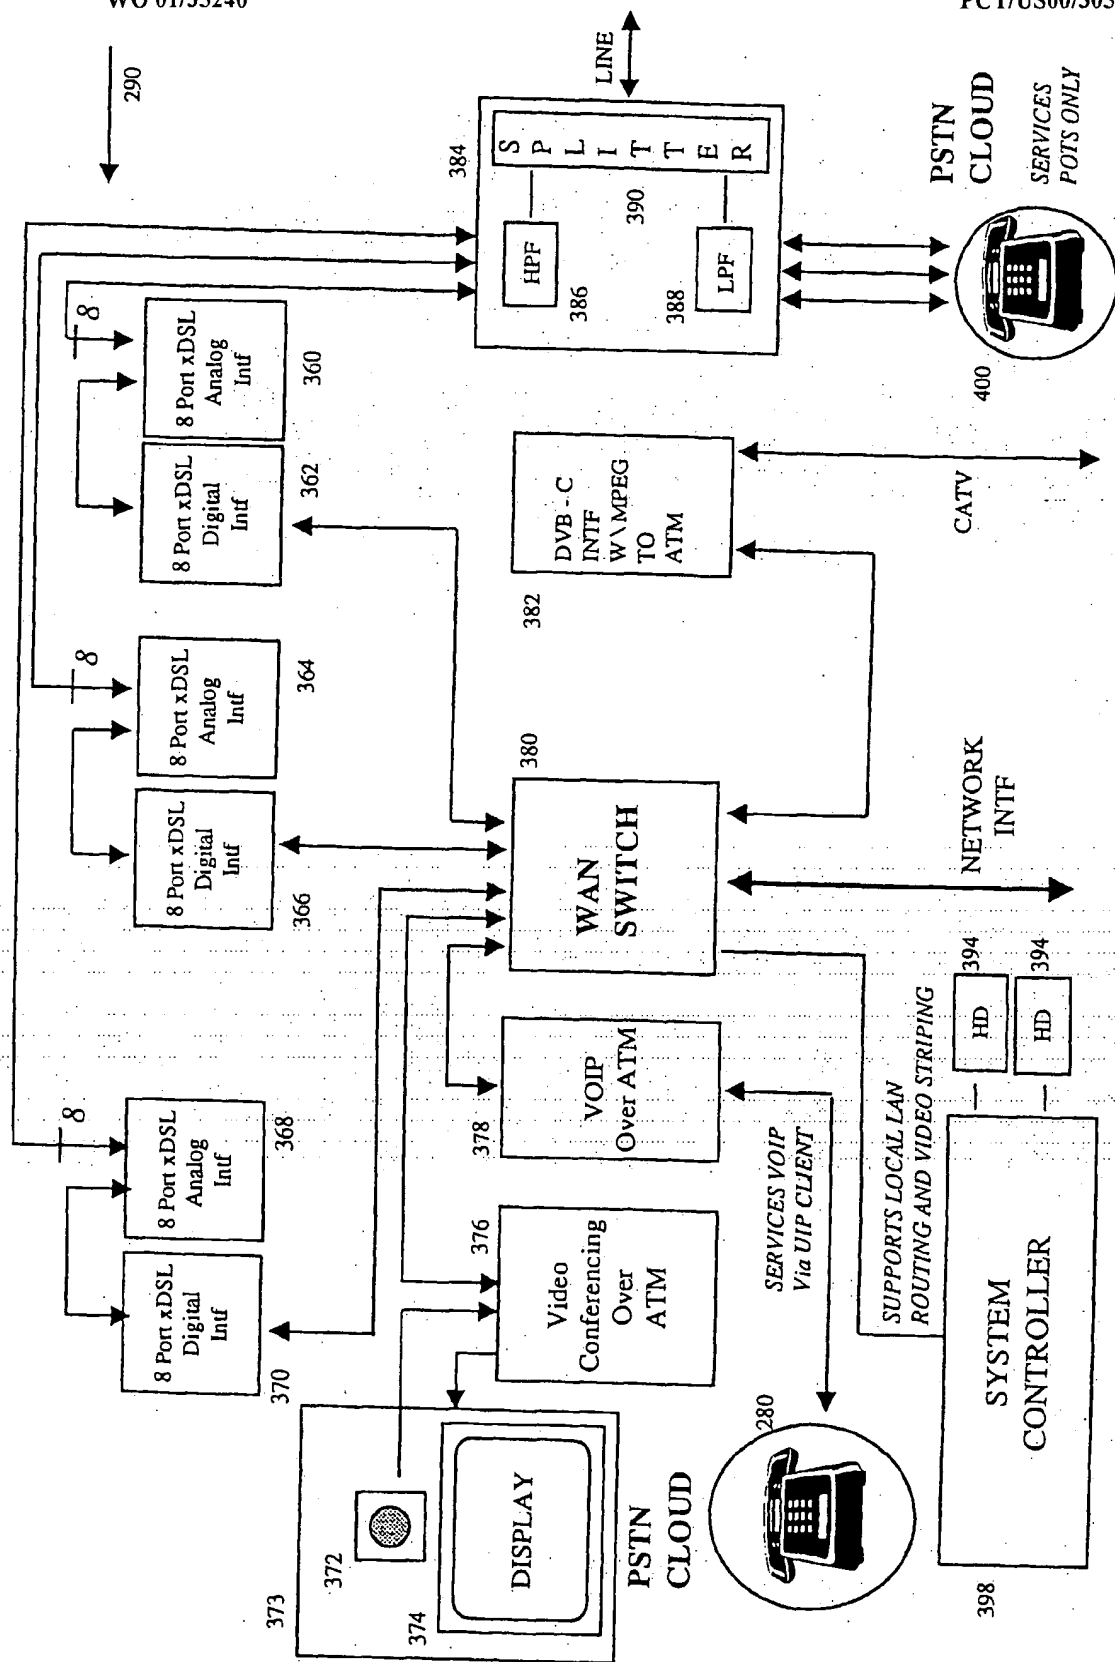 WO
290
373
372
374
DISPLAY
PSTN
CLOUD
280
370
8 Port xDSL
Digital
Intf
8
8 Port xDSL
Analog
Intf
368
366
8 Port xDSL
Digital
Intf
8
8 Port xDSL
Analog
Intf
364
362
8 Port xDSL
Digital
Intf
8
8 Port xDSL
Analog
Intf
360
376
Video
Conferencing
Over
ATM
378
VOIP
Over ATM
SERVICES VOIP
Via UIP CLIENT
380
WAN
SWITCH
382
DVB - C
INTF
W\MPEG
TO
ATM
CATV
384
HPF
386
390
388
LPF
SPLITTER
LINE
400
PSTN
CLOUD
SERVICES
POTS ONLY
SUPPORTS LOCAL LAN
ROUTING AND VIDEO STRIPING
NETWORK
INTF
398
SYSTEM
CONTROLLER
HD
394
HD
394